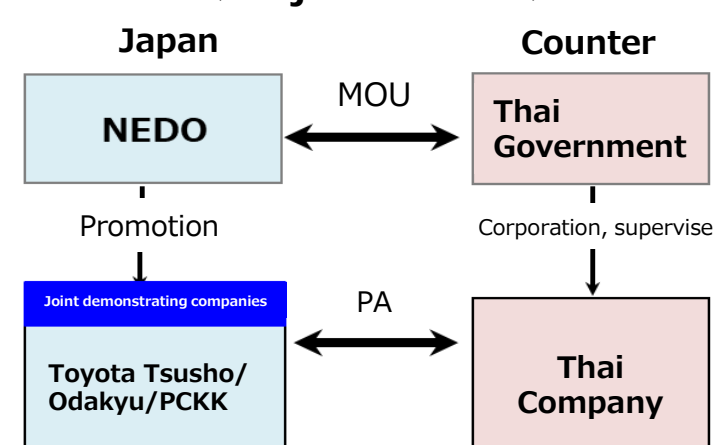 Japan
Counter
NEDO
MOU
Thai
Government
Promotion
Corporation, supervise
Joint demonstrating companies
PA
Toyota Tsusho/
Odakyu/PCKK
Thai
Company